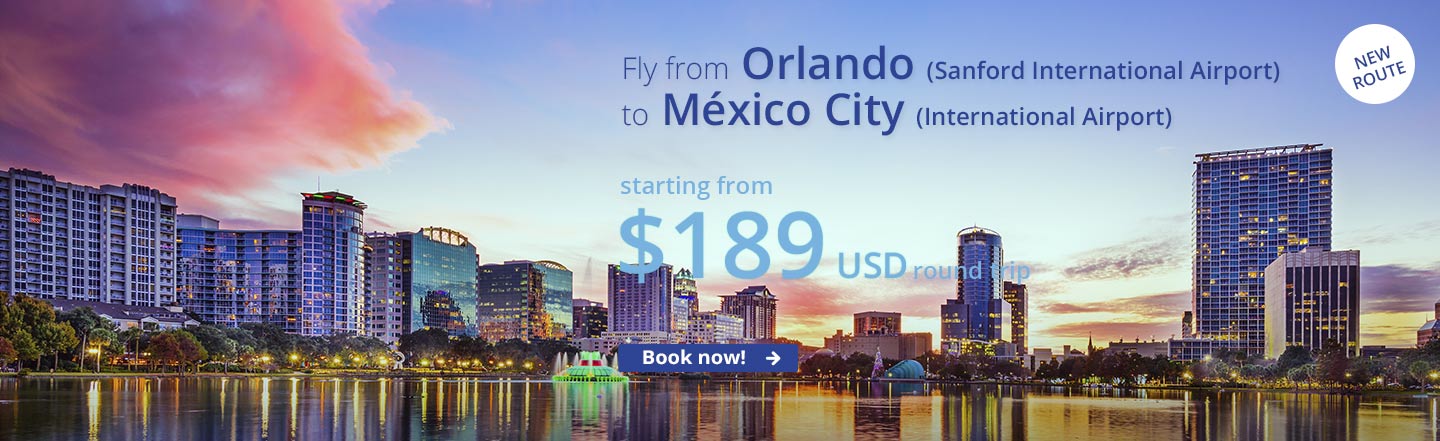 Fly from Orlando (Sanford International Airport)
to México City (International Airport)
NEW
ROUTE
starting from
$189 USD round trip
Book now!